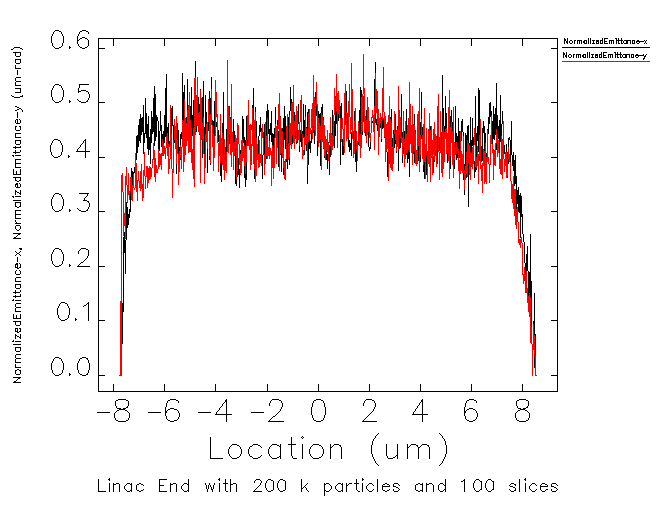 NormalizedEmittance-x
NormalizedEmittance-y
NormalizedEmittance-x, NormalizedEmittance-y (um-rad)
0.6
0.5
0.4
0.3
0.2
0.1
0.0
-8 -6 -4 -2 0 2 4 6 8
Location (um)
Linac End with 200 k particles and 100 slices